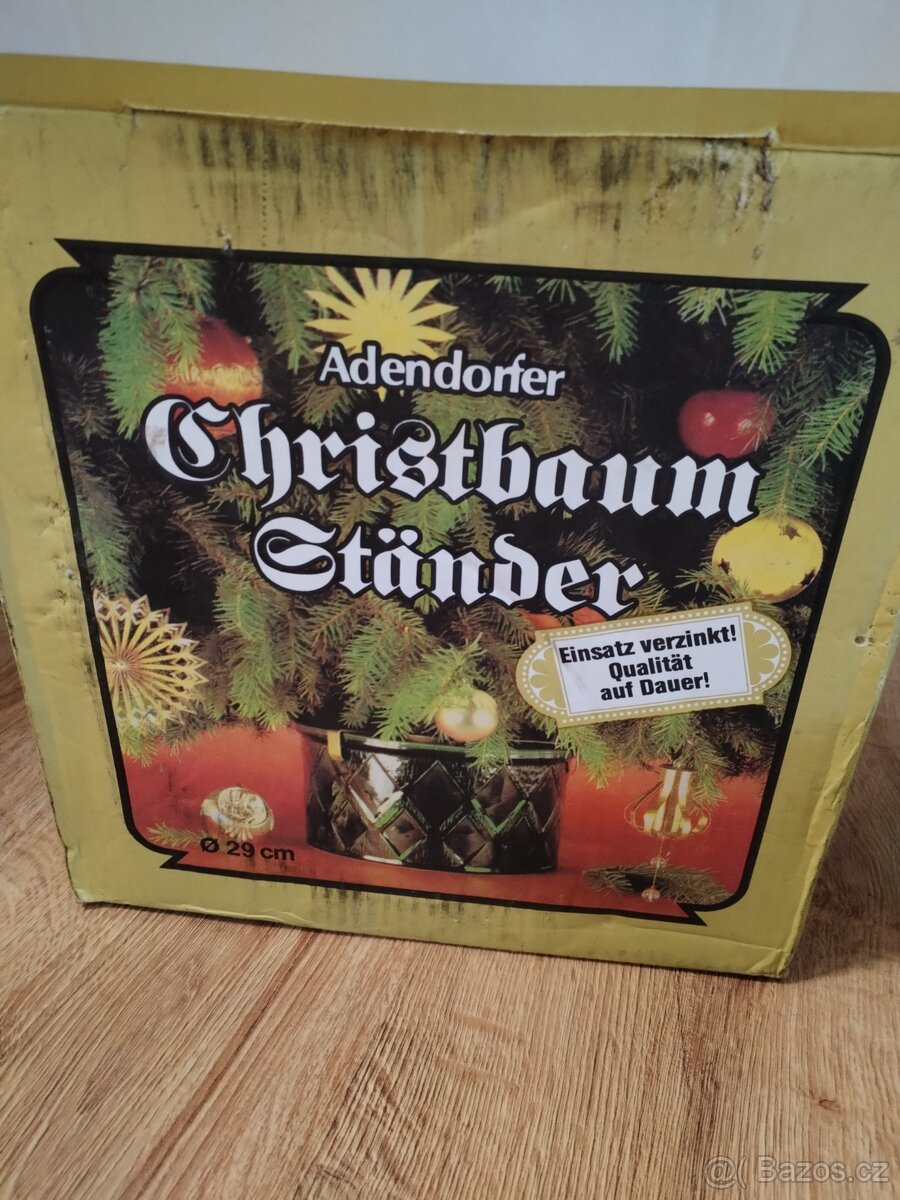 Adendorfer
Christbaum
Ständer
Einsatz verzinkt!
Qualität
auf Dauer!
Ø 29 cm
@( Bazos.cz